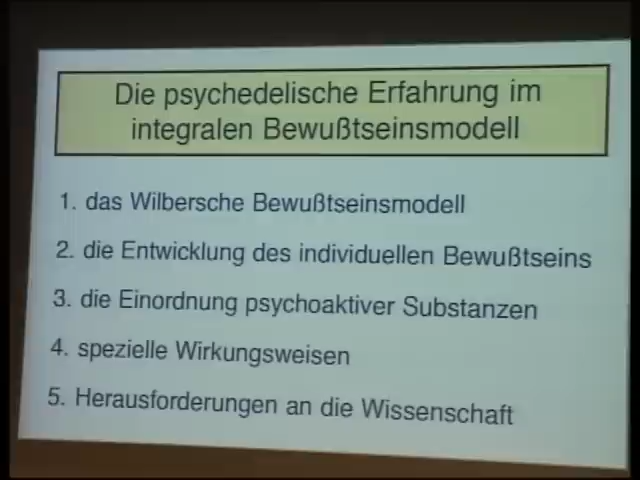 Die psychedelische Erfahrung im
integralen Bewußtseinsmodell
1. das Wilbersche Bewußtseinsmodell
2. die Entwicklung des individuellen Bewußtseins
3. die Einordnung psychoaktiver Substanzen
4. spezielle Wirkungsweisen
5. Herausforderungen an die Wissenschaft